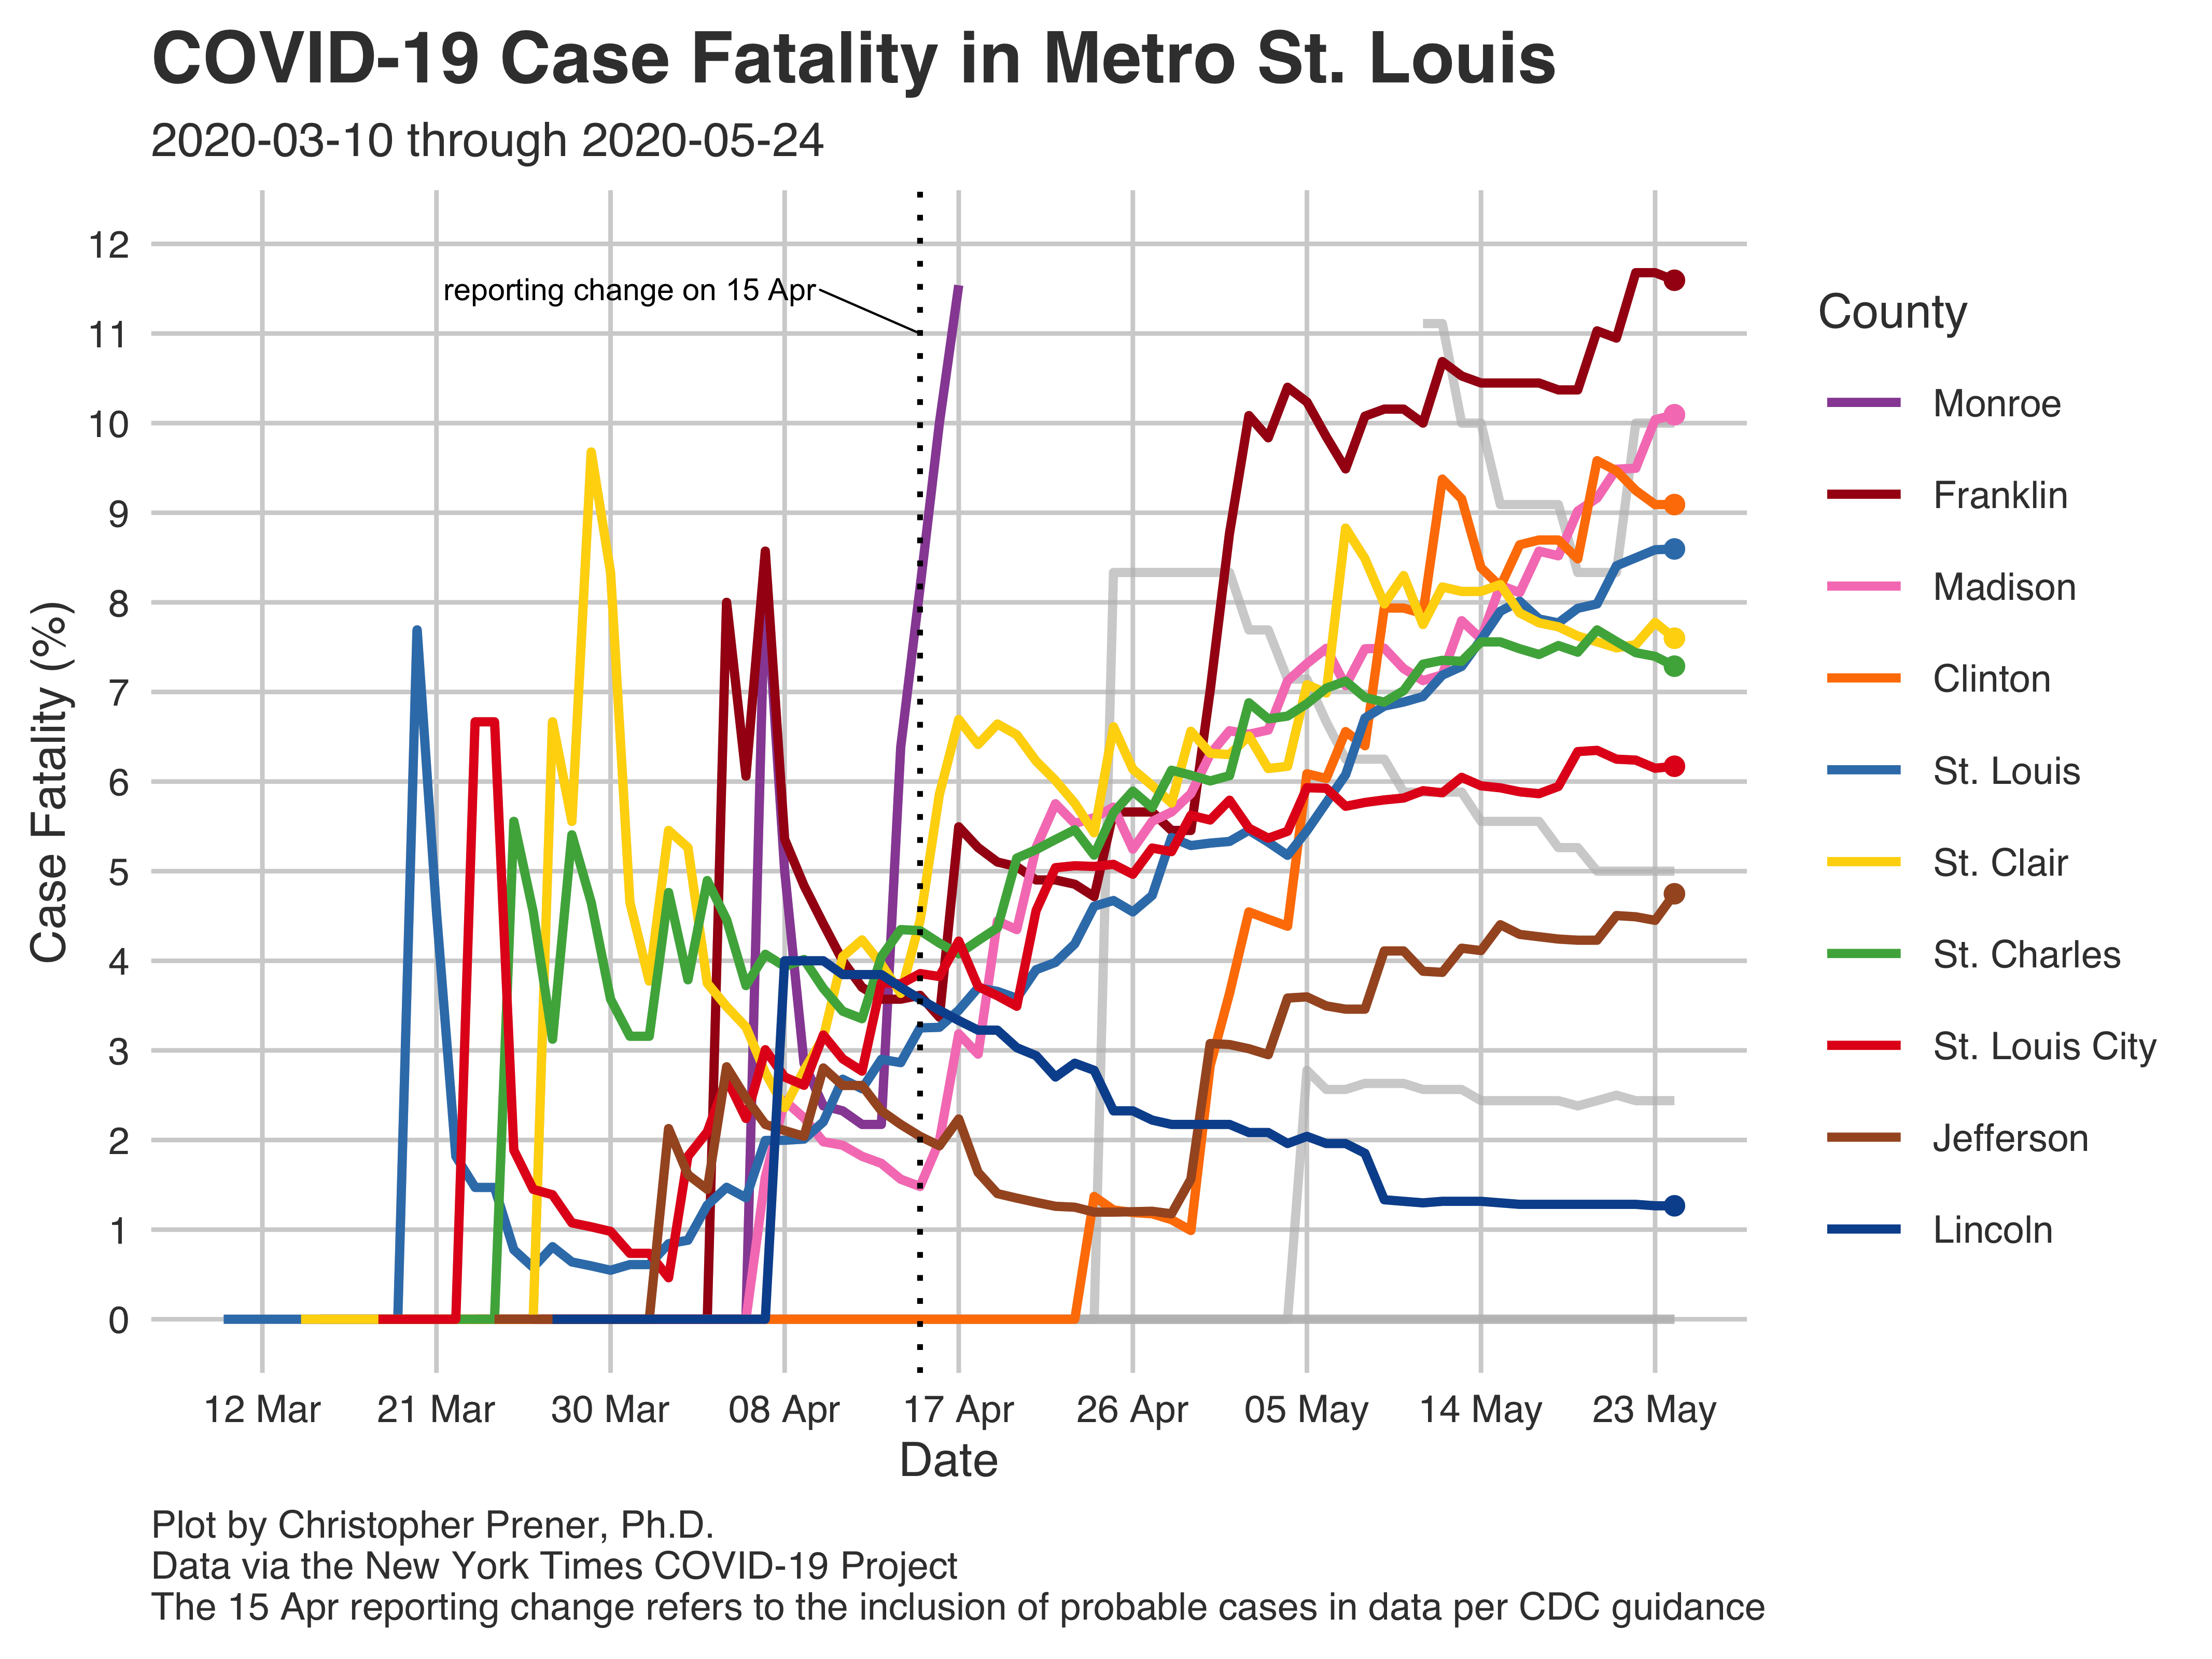 COVID-19 Case Fatality in Metro St. Louis
2020-03-10 through 2020-05-24
12
11
10
9
8
7
6
5
4
3
2
1
0
Case Fatality (%)
reporting change on 15 Apr
12 Mar
21 Mar
30 Mar
08 Apr
17 Apr
26 Apr
05 May
14 May
23 May
Date
County
Monroe
Franklin
Madison
Clinton
St. Louis
St. Clair
St. Charles
St. Louis City
Jefferson
Lincoln
Plot by Christopher Prener, Ph.D.
Data via the New York Times COVID-19 Project
The 15 Apr reporting change refers to the inclusion of probable cases in data per CDC guidance